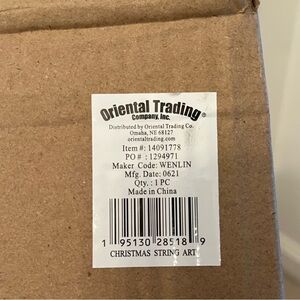 Oriental Trading®
Company, Inc.
Distributed by Oriental Trading Co.
Omaha, NE 68127
orientaltrading.com
Item #: 14091778
PO # : 1294971
Maker Code: WENLIN
Mfg. Date: 0621
Qty. : 1 PC
Made in China
1 95130 28518 9
CHRISTMAS STRING ART